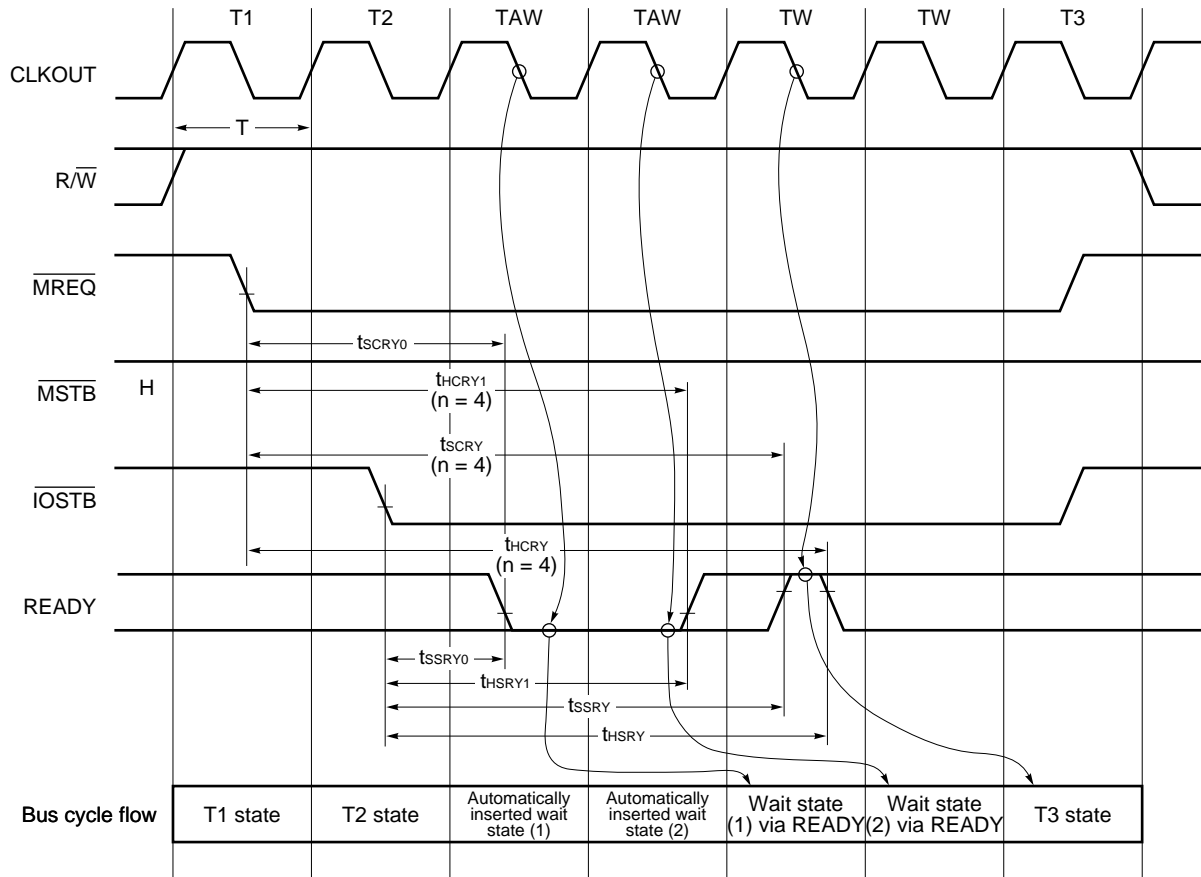 T1 T2 TAW TAW TW TW T3
CLKOUT
T
R/W
MREQ
tSCRY0
MSTB H
tHCRY1
(n = 4)
tSCRY
(n = 4)
IOSTB
tHCRY
(n = 4)
READY
tSSRY0
tHSRY1
tSSRY
tHSRY
Bus cycle flow
T1 state
T2 state
Automatically
inserted wait
state (1)
Automatically
inserted wait
state (2)
Wait state
(1) via READY
Wait state
(2) via READY
T3 state